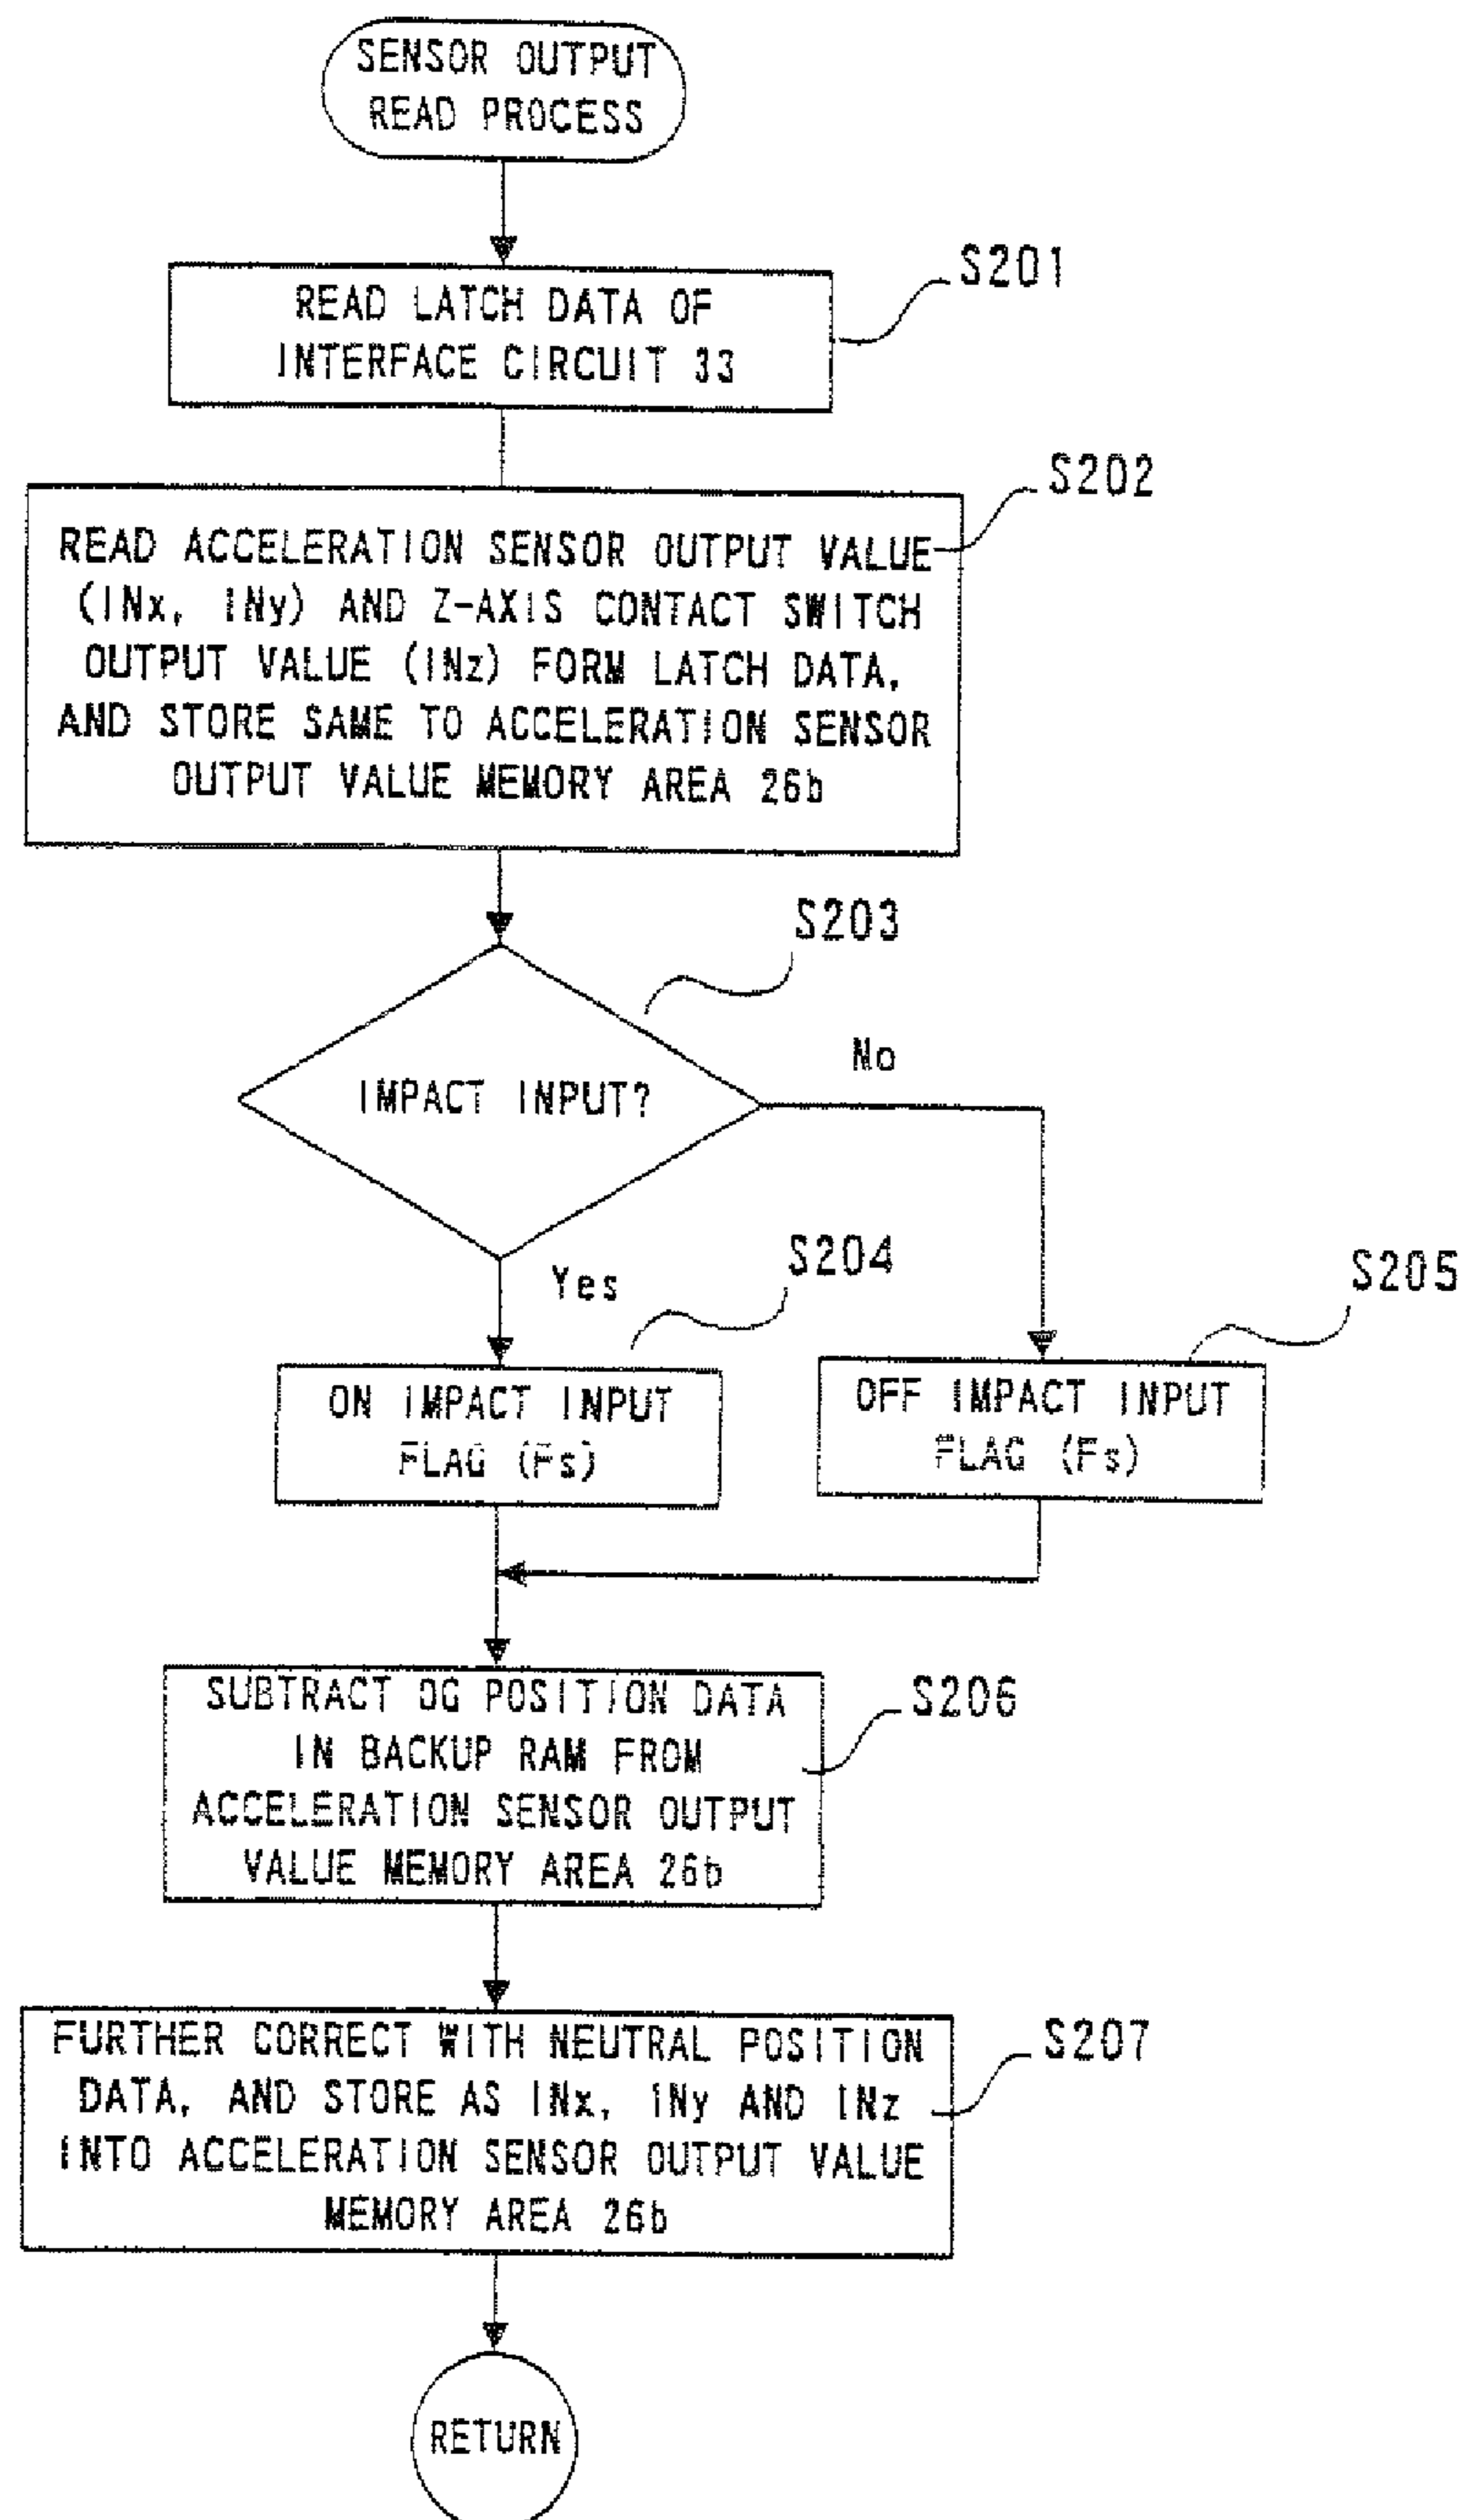 SENSOR OUTPUT
READ PROCESS
S201
READ LATCH DATA OF
INTERFACE CIRCUIT 33
S202
READ ACCELERATION SENSOR OUTPUT VALUE
(INx, INy) AND Z-AXIS CONTACT SWITCH
OUTPUT VALUE (INz) FORM LATCH DATA,
AND STORE SAME TO ACCELERATION SENSOR
OUTPUT VALUE MEMORY AREA 26b
S203
IMPACT INPUT?
No
Yes
S204
S205
ON IMPACT INPUT
FLAG (Fs)
OFF IMPACT INPUT
FLAG (Fs)
S206
SUBTRACT 0G POSITION DATA
IN BACKUP RAM FROM
ACCELERATION SENSOR OUTPUT
VALUE MEMORY AREA 26b
S207
FURTHER CORRECT WITH NEUTRAL POSITION
DATA, AND STORE AS INx, INy AND INz
INTO ACCELERATION SENSOR OUTPUT VALUE
MEMORY AREA 26b
RETURN